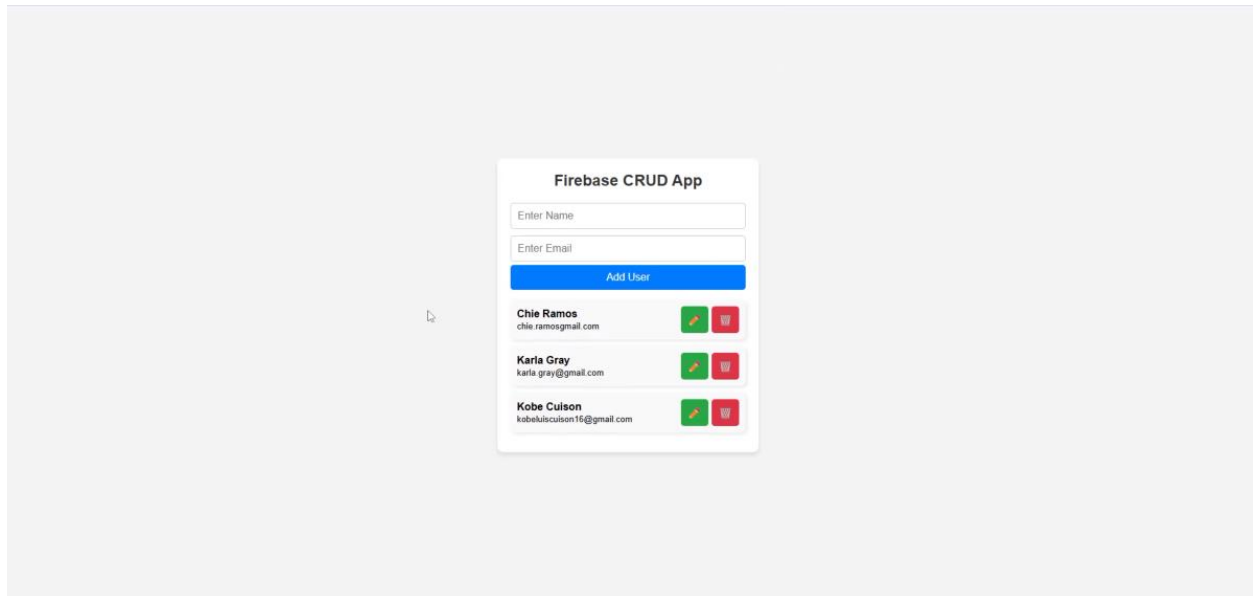 Firebase CRUD App
Enter Name
Enter Email
Add User
Chie Ramos
chie.ramosgmail.com
Karla Gray
karla.gray@gmail.com
Kobe Cuison
kobeluiscuison16@gmail.com